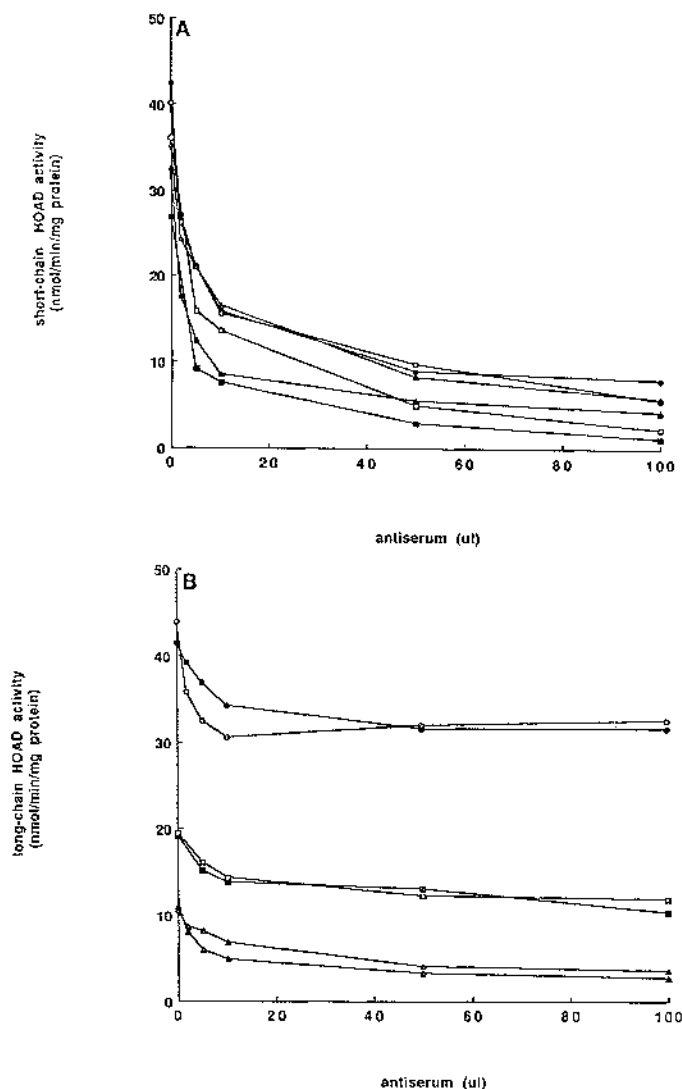 50
A
40
30
20
10
0
0 20 40 60 80 100
short-chain HOAD activity
(nmol/min/mg protein)
antiserum (ul)
50
B
40
30
20
10
0
0 20 40 60 80 100
long-chain HOAD activity
(nmol/min/mg protein)
antiserum (ul)